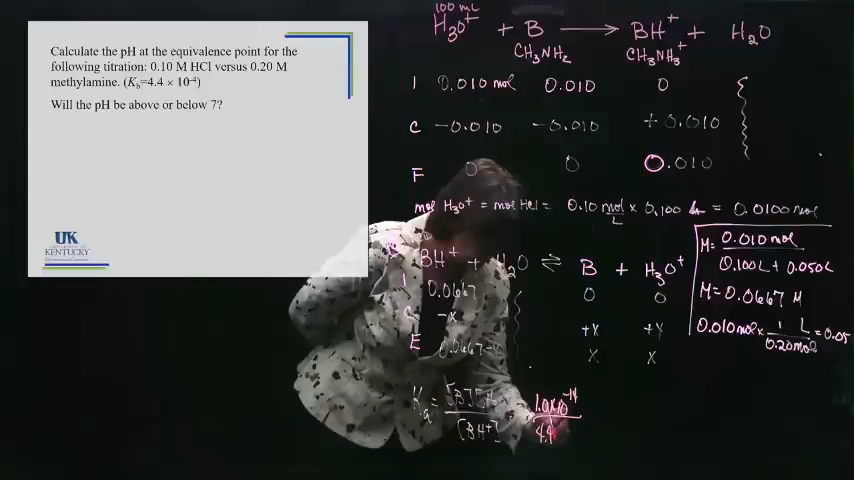 Calculate the pH at the equivalence point for the
following titration: 0.10 M HCl versus 0.20 M
methylamine. (Kb=4.4 × 10⁻⁴)
Will the pH be above or below 7?
UK
KENTUCKY
100 mL
H₃O⁺ + B ⟶ BH⁺ + H₂O
CH₃NH₂ CH₃NH₃⁺
I 0.010 mol 0.010 0
C −0.010 −0.010 +0.010
F 0 0 0.010
mol H₃O⁺ = mol HCl = 0.10 mol/L × 0.100 L = 0.0100 mol
BH⁺ + H₂O ⇌ B + H₃O⁺
I 0.0667 0 0
C −x +x +x
E 0.0667−x x x
M = 0.010 mol / 0.100L + 0.050L
M = 0.0667 M
0.010 mol × 1 L / 0.20 mol = 0.05
Ka = [B][H / [BH⁺]
1.0×10⁻¹⁴ / 4.4